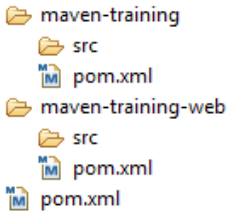 maven-training
src
M pom.xml
maven-training-web
src
M pom.xml
M pom.xml